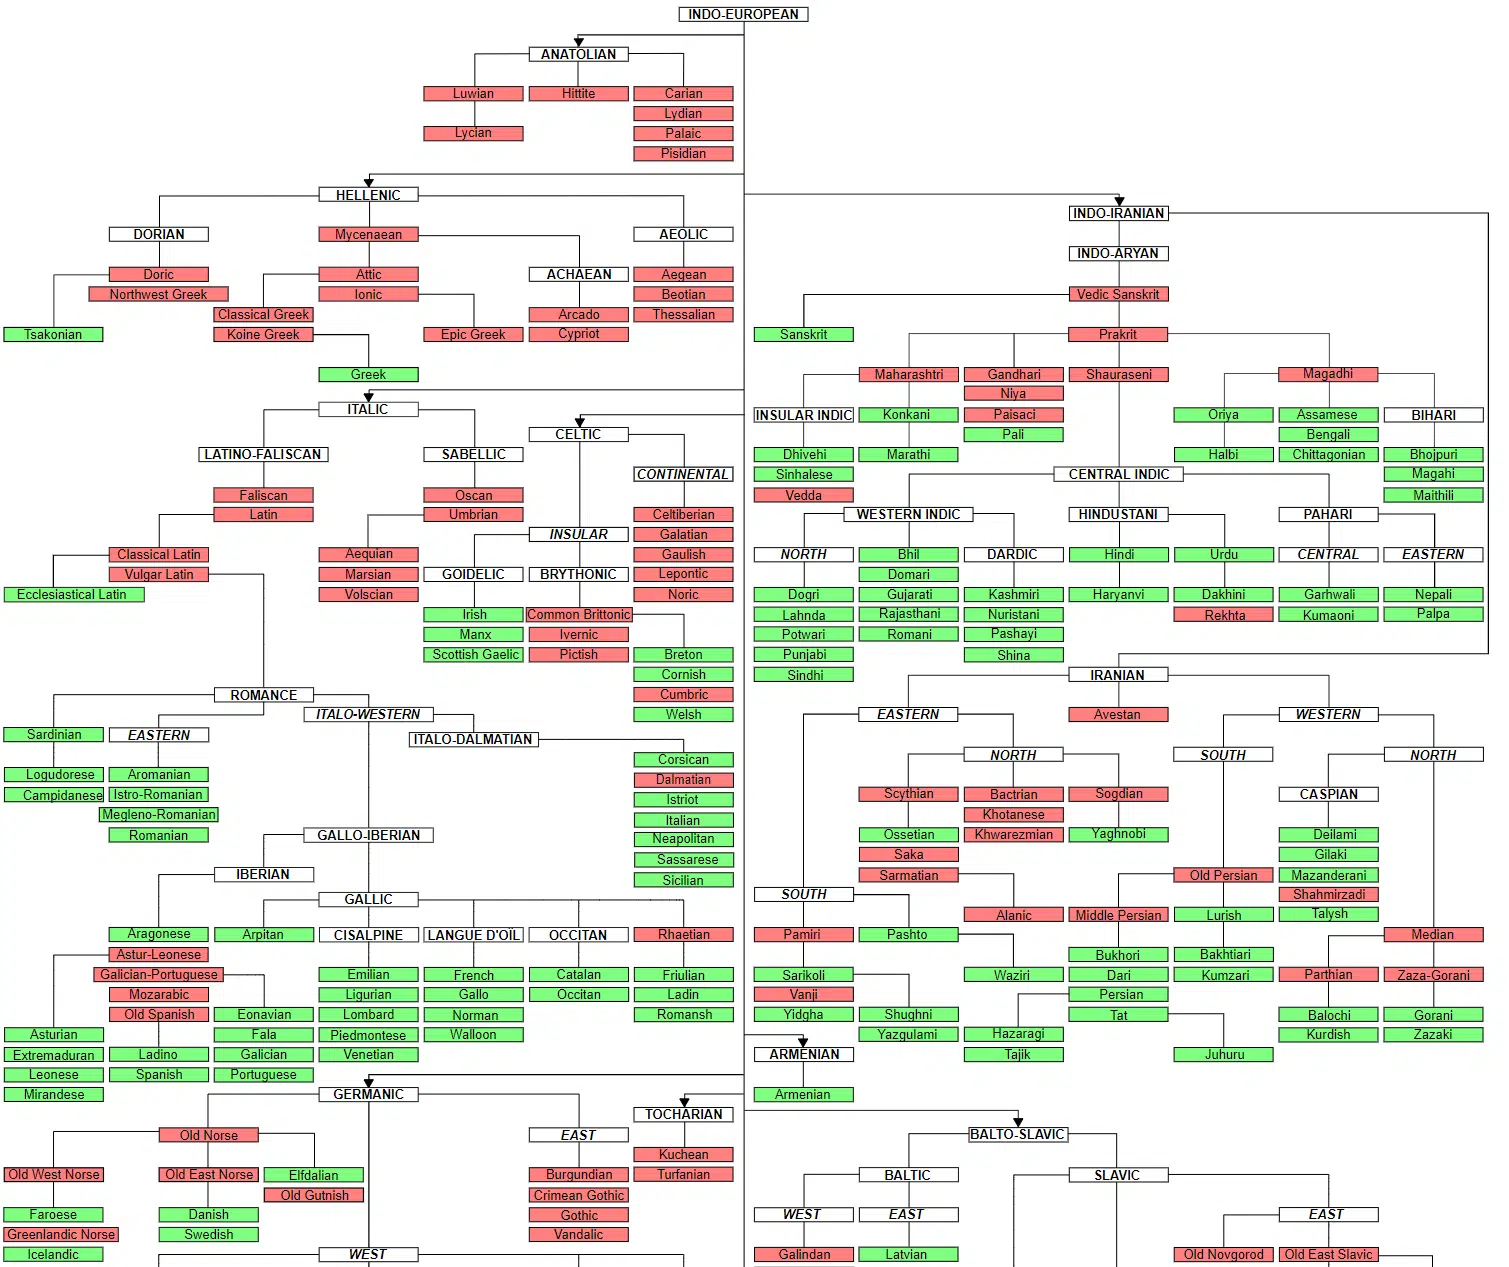 INDO-EUROPEAN
ANATOLIAN
Luwian
Hittite
Carian
Lydian
Lycian
Palaic
Pisidian
HELLENIC
DORIAN
Mycenaean
AEOLIC
Doric
Attic
ACHAEAN
Aegean
Northwest Greek
Ionic
Beotian
Classical Greek
Arcado
Thessalian
Tsakonian
Koine Greek
Epic Greek
Cypriot
Greek
ITALIC
CELTIC
LATINO-FALISCAN
SABELLIC
CONTINENTAL
Faliscan
Oscan
Latin
Umbrian
Celtiberian
INSULAR
Galatian
Classical Latin
Aequian
Gaulish
Vulgar Latin
Marsian
GOIDELIC
BRYTHONIC
Lepontic
Ecclesiastical Latin
Volscian
Noric
Irish
Common Brittonic
Manx
Ivernic
Scottish Gaelic
Pictish
Breton
Cornish
ROMANCE
Cumbric
ITALO-WESTERN
Welsh
Sardinian
EASTERN
ITALO-DALMATIAN
Corsican
Logudorese
Aromanian
Dalmatian
Campidanese
Istro-Romanian
Istriot
Megleno-Romanian
Italian
Romanian
GALLO-IBERIAN
Neapolitan
Sassarese
IBERIAN
Sicilian
GALLIC
Aragonese
Arpitan
CISALPINE
LANGUE D'OÏL
OCCITAN
Rhaetian
Astur-Leonese
Galician-Portuguese
Emilian
French
Catalan
Friulian
Mozarabic
Ligurian
Gallo
Occitan
Ladin
Old Spanish
Eonavian
Lombard
Norman
Romansh
Asturian
Fala
Piedmontese
Walloon
Extremaduran
Ladino
Galician
Venetian
Leonese
Spanish
Portuguese
Mirandese
GERMANIC
TOCHARIAN
Old Norse
EAST
Kuchean
Old West Norse
Old East Norse
Elfdalian
Burgundian
Turfanian
Old Gutnish
Crimean Gothic
Faroese
Danish
Gothic
Greenlandic Norse
Swedish
Vandalic
Icelandic
WEST
INDO-IRANIAN
INDO-ARYAN
Vedic Sanskrit
Sanskrit
Prakrit
Maharashtri
Gandhari
Shauraseni
Magadhi
Niya
INSULAR INDIC
Konkani
Paisaci
Oriya
Assamese
BIHARI
Pali
Bengali
Dhivehi
Marathi
Halbi
Chittagonian
Bhojpuri
Sinhalese
CENTRAL INDIC
Magahi
Vedda
Maithili
WESTERN INDIC
HINDUSTANI
PAHARI
NORTH
Bhil
DARDIC
Hindi
Urdu
CENTRAL
EASTERN
Domari
Dogri
Gujarati
Kashmiri
Haryanvi
Dakhini
Garhwali
Nepali
Lahnda
Rajasthani
Nuristani
Rekhta
Kumaoni
Palpa
Potwari
Romani
Pashayi
Punjabi
Shina
Sindhi
IRANIAN
EASTERN
Avestan
WESTERN
NORTH
SOUTH
NORTH
Scythian
Bactrian
Sogdian
CASPIAN
Khotanese
Ossetian
Khwarezmian
Yaghnobi
Deilami
Saka
Gilaki
Sarmatian
Old Persian
Mazanderani
SOUTH
Shahmirzadi
Alanic
Middle Persian
Lurish
Talysh
Pamiri
Pashto
Median
Bukhori
Bakhtiari
Sarikoli
Waziri
Dari
Kumzari
Parthian
Zaza-Gorani
Vanji
Persian
Yidgha
Shughni
Tat
Balochi
Gorani
Yazgulami
Hazaragi
Kurdish
Zazaki
ARMENIAN
Tajik
Juhuru
Armenian
BALTO-SLAVIC
BALTIC
SLAVIC
WEST
EAST
EAST
Galindan
Latvian
Old Novgorod
Old East Slavic